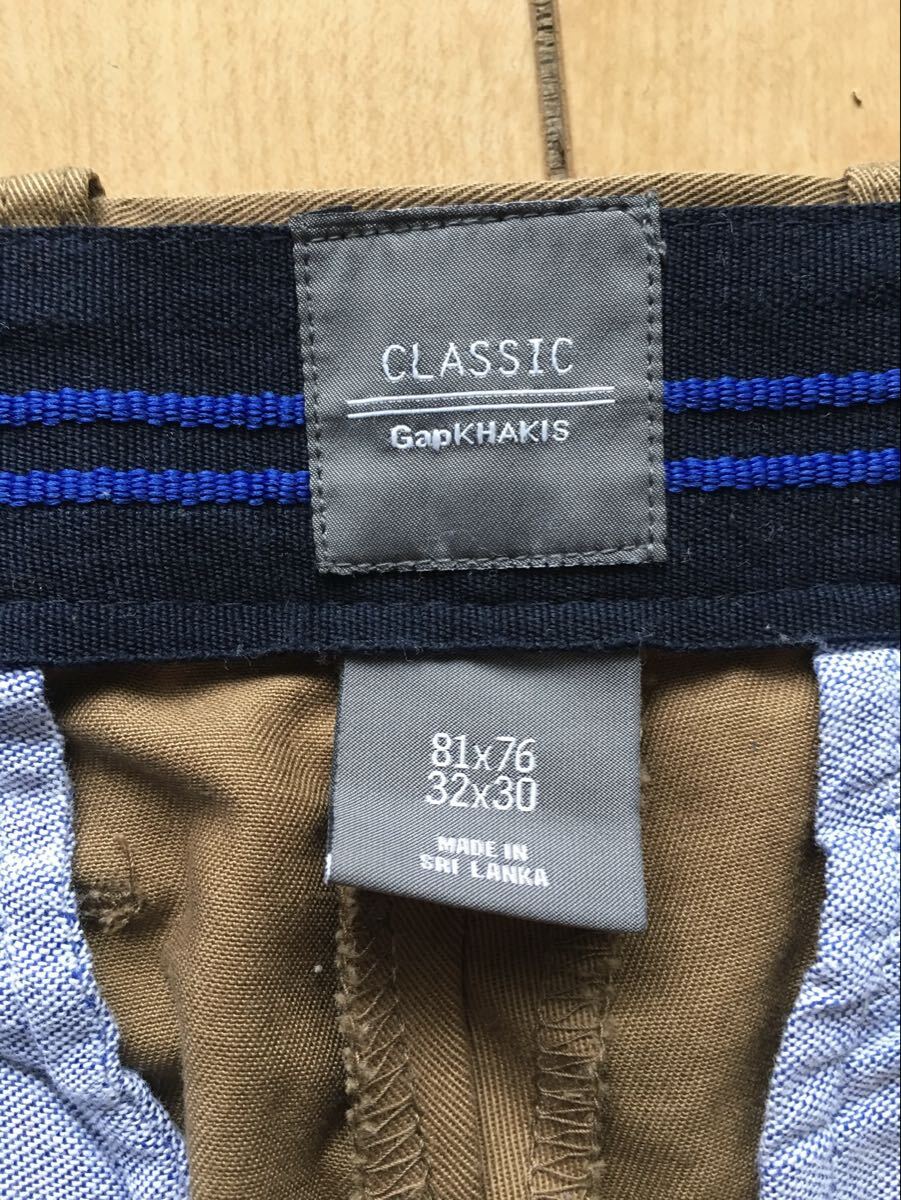 CLASSIC
GapKHAKIS
81x76
32x30
MADE IN
SRI LANKA